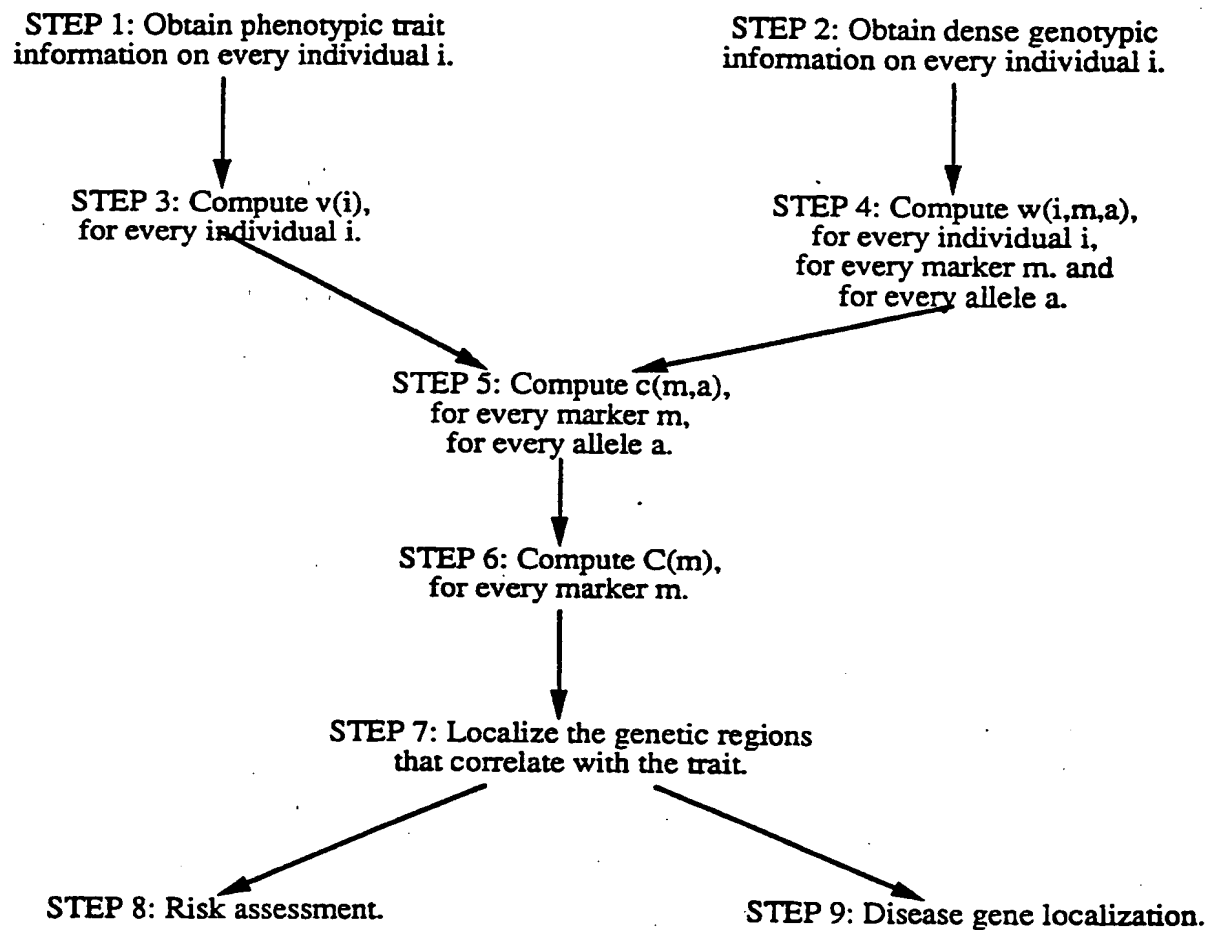 STEP 1: Obtain phenotypic trait
information on every individual i.
STEP 2: Obtain dense genotypic
information on every individual i.
STEP 3: Compute v(i),
for every individual i.
STEP 4: Compute w(i,m,a),
for every individual i,
for every marker m. and
for every allele a.
STEP 5: Compute c(m,a),
for every marker m,
for every allele a.
STEP 6: Compute C(m),
for every marker m.
STEP 7: Localize the genetic regions
that correlate with the trait.
STEP 8: Risk assessment.
STEP 9: Disease gene localization.